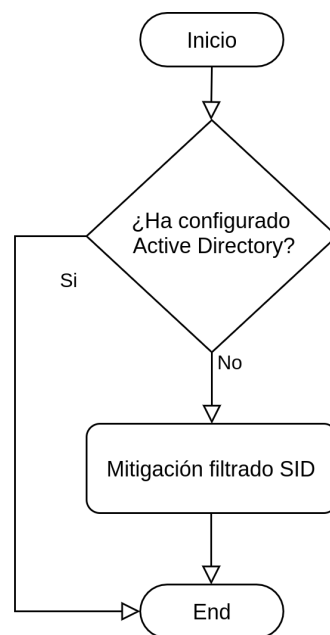 Inicio
¿Ha configurado
Active Directory?
Si
No
Mitigación filtrado SID
End